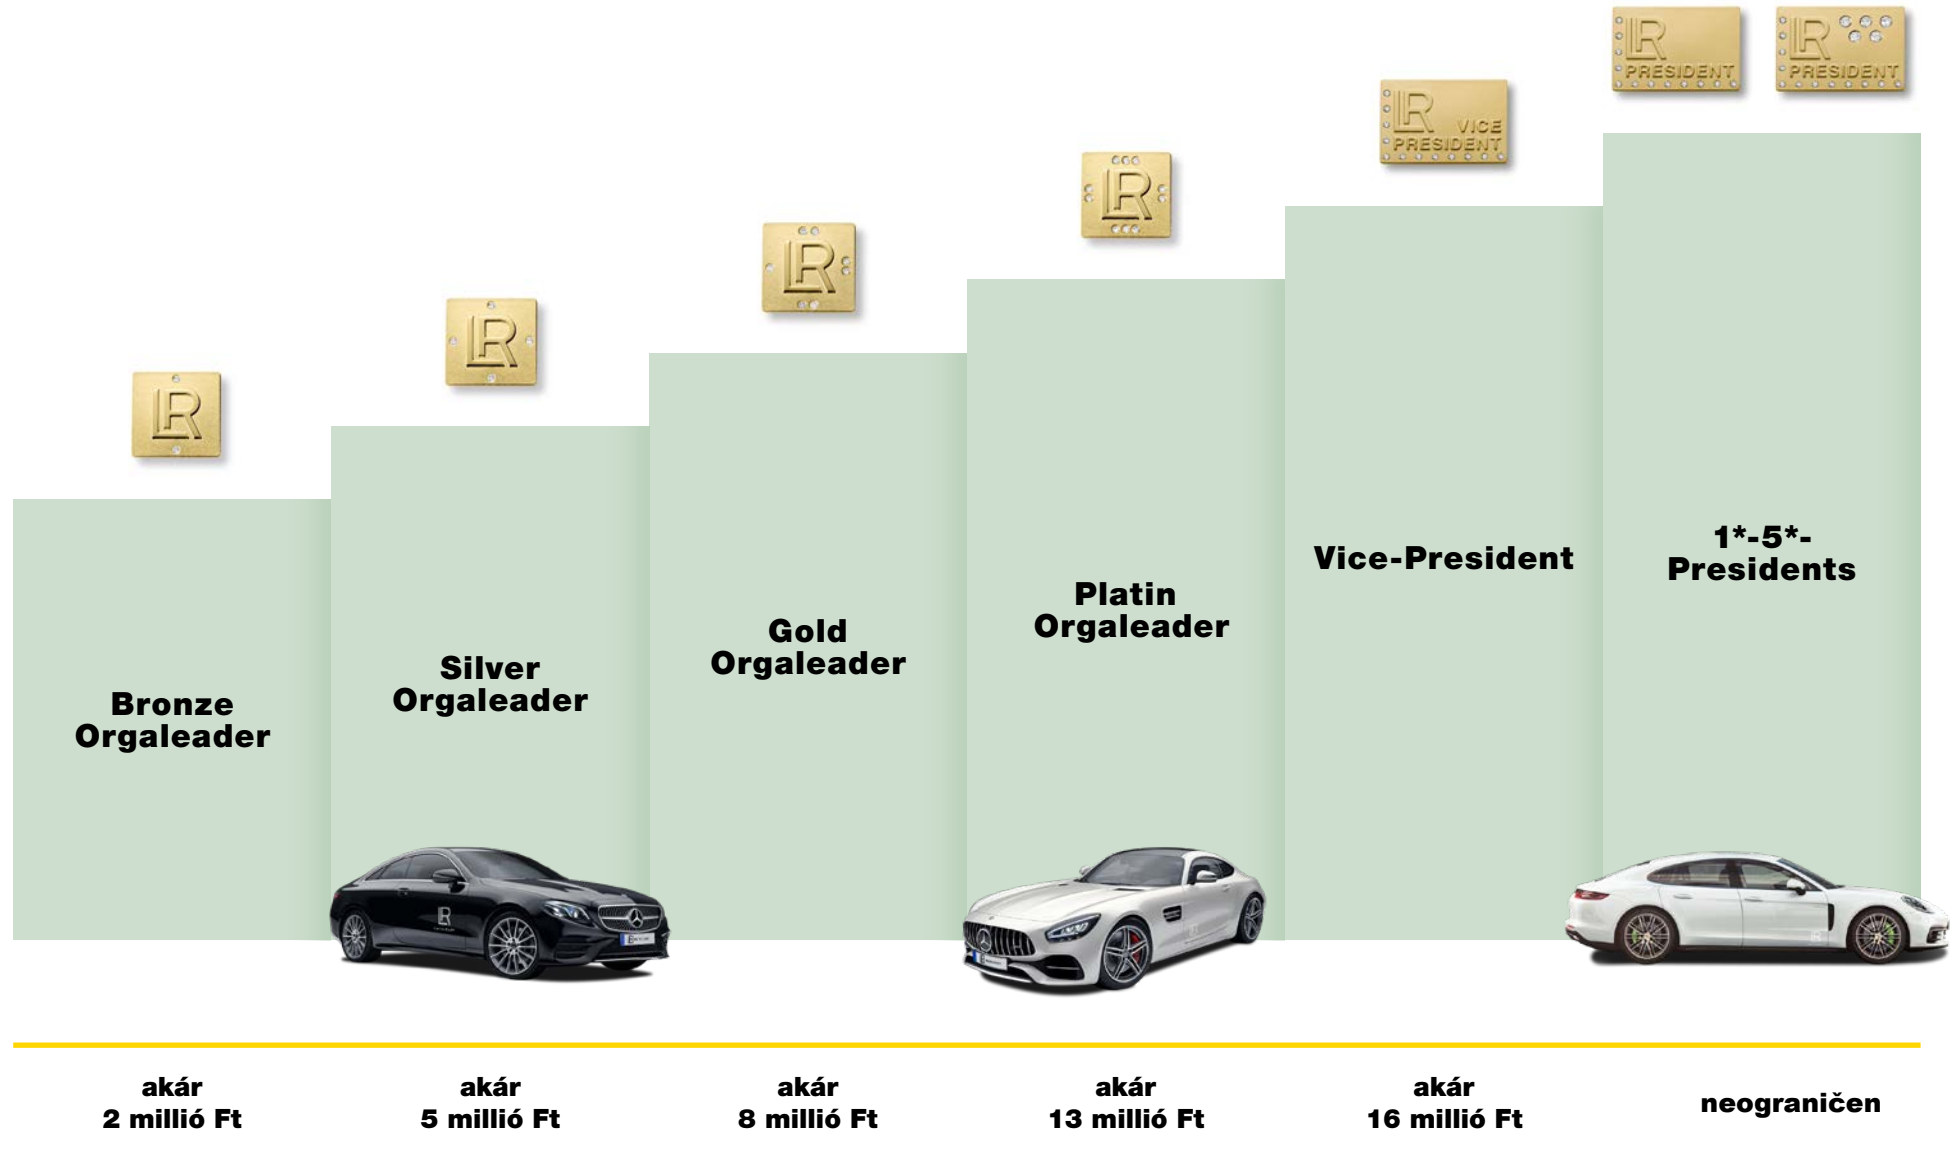 LR
PRESIDENT
LR
PRESIDENT
LR
VICE
PRESIDENT
LR
LR
LR
LR
1*-5*-
Presidents
Vice-President
Platin
Orgaleader
Gold
Orgaleader
Silver
Orgaleader
Bronze
Orgaleader
LR
akár
2 millió Ft
akár
5 millió Ft
akár
8 millió Ft
akár
13 millió Ft
akár
16 millió Ft
neograničen